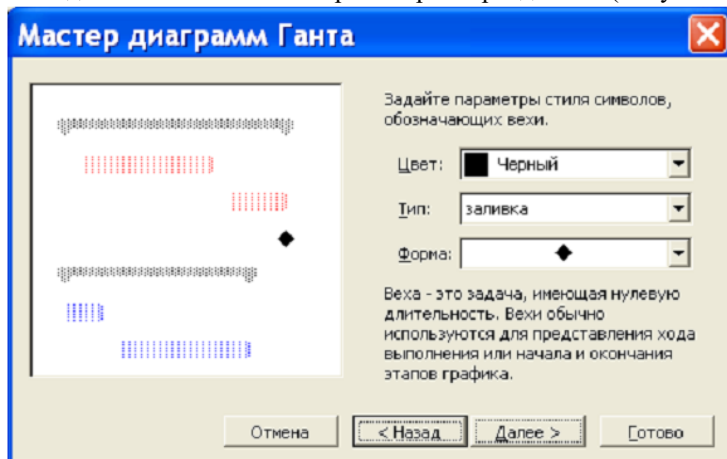 Мастер диаграмм Ганта
Задайте параметры стиля символов,
обозначающих вехи.
Цвет: Черный
Тип: заливка
Форма:
Веха - это задача, имеющая нулевую
длительность. Вехи обычно
используются для представления хода
выполнения или начала и окончания
этапов графика.
Отмена < Назад Далее > Готово